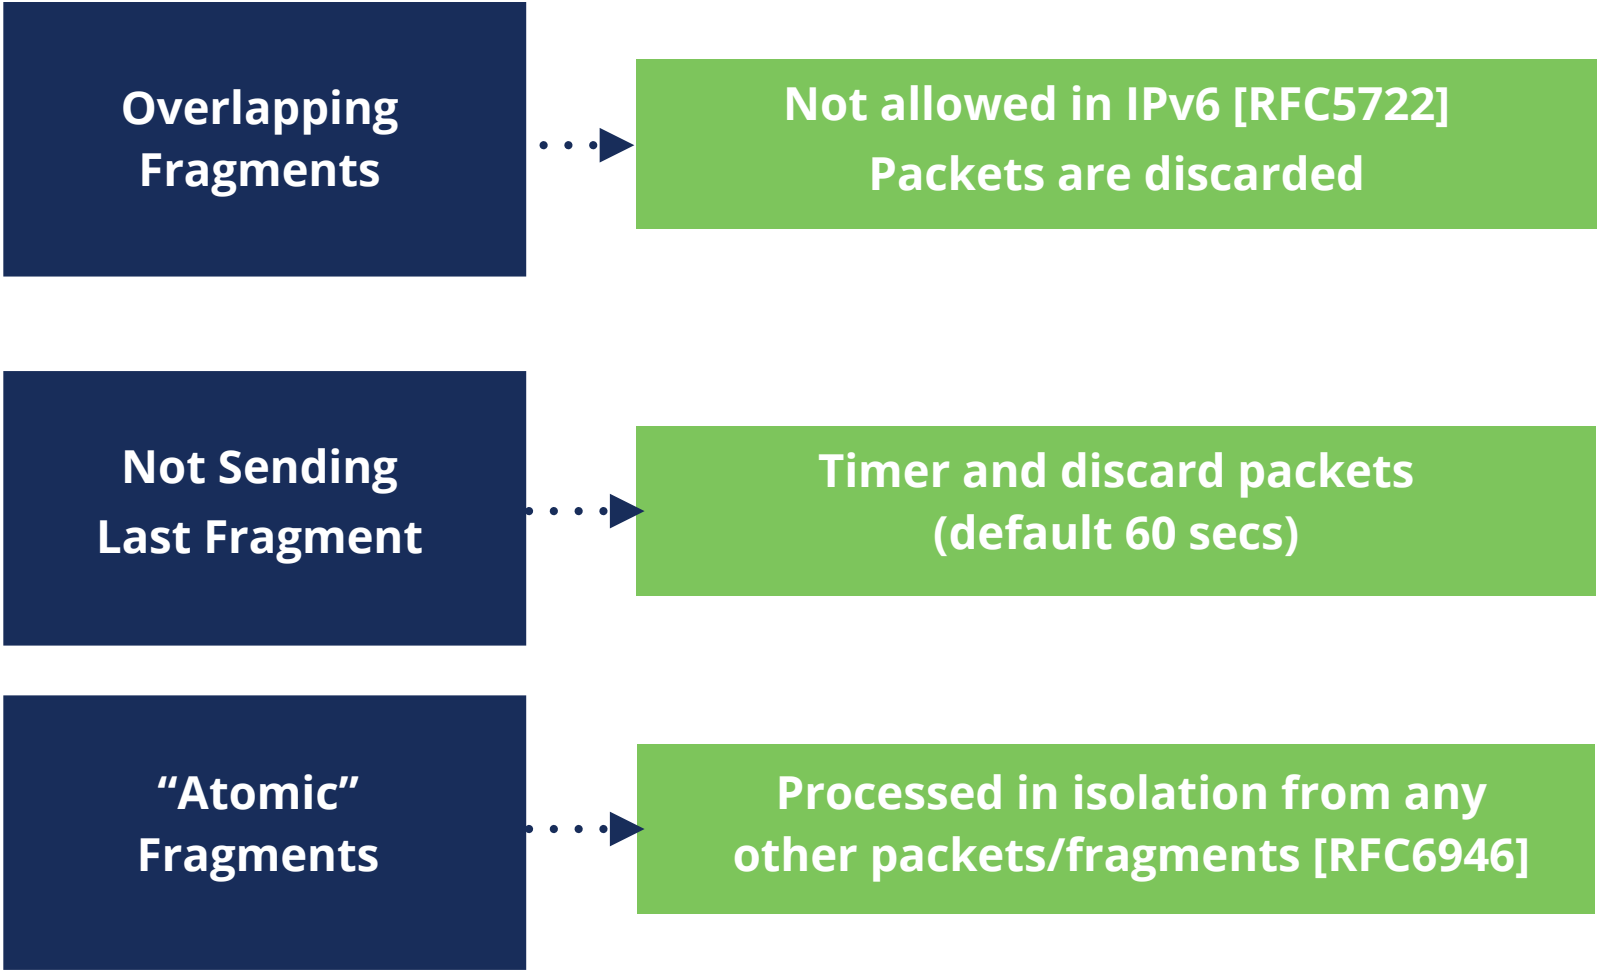 Overlapping
Fragments
Not allowed in IPv6 [RFC5722]
Packets are discarded
Not Sending
Last Fragment
Timer and discard packets
(default 60 secs)
“Atomic”
Fragments
Processed in isolation from any
other packets/fragments [RFC6946]